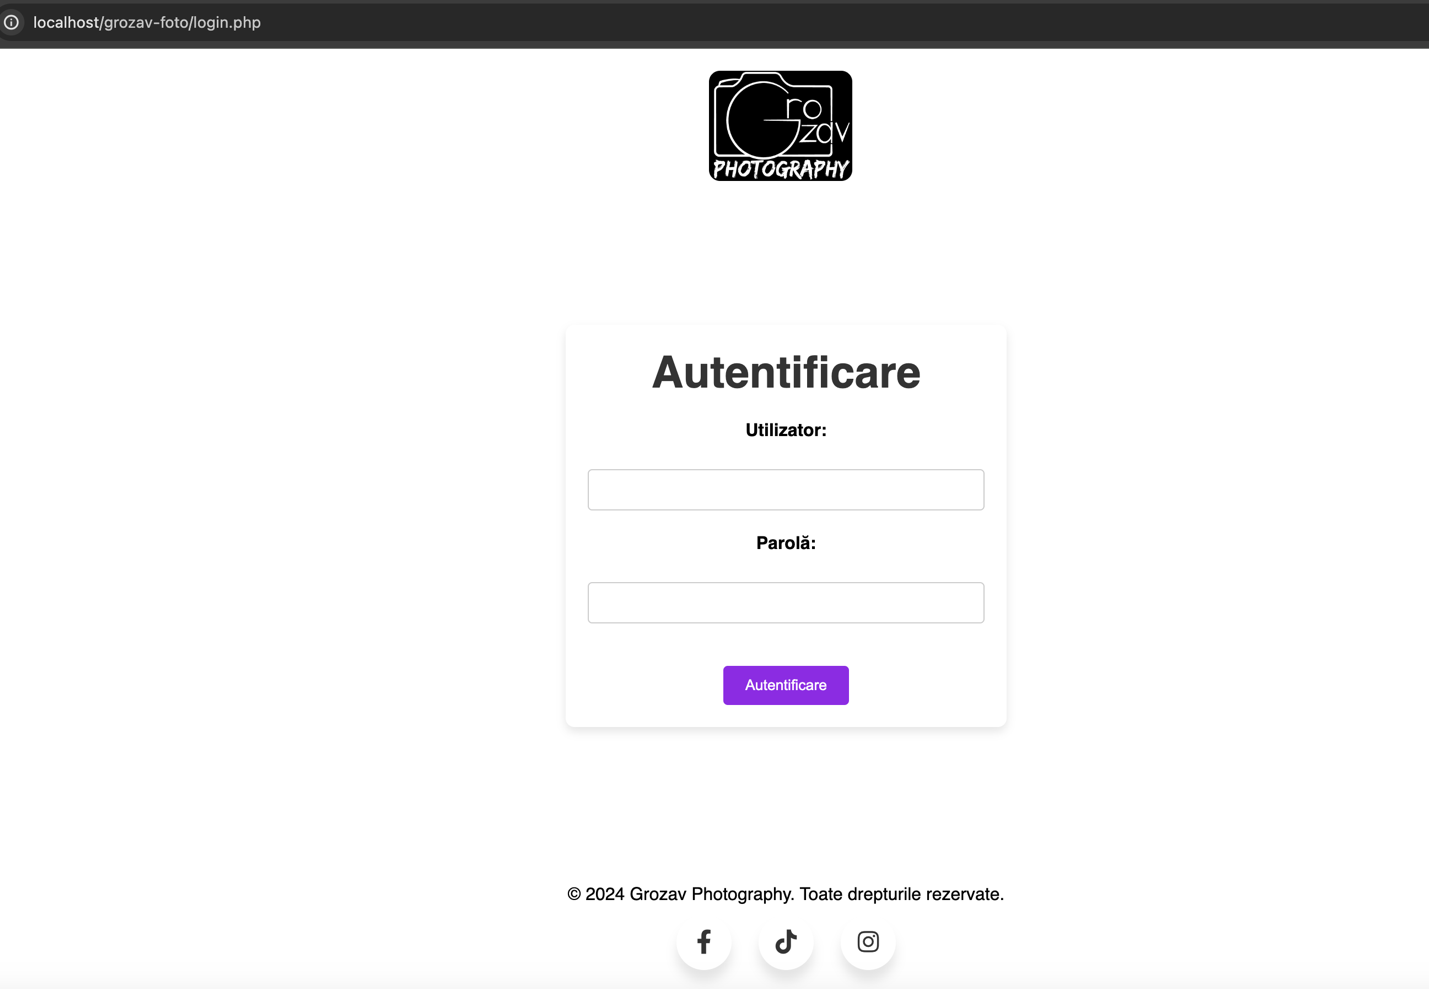 localhost/grozav-foto/login.php
Grozav
PHOTOGRAPHY
Autentificare
Utilizator:
Parolă:
Autentificare
© 2024 Grozav Photography. Toate drepturile rezervate.